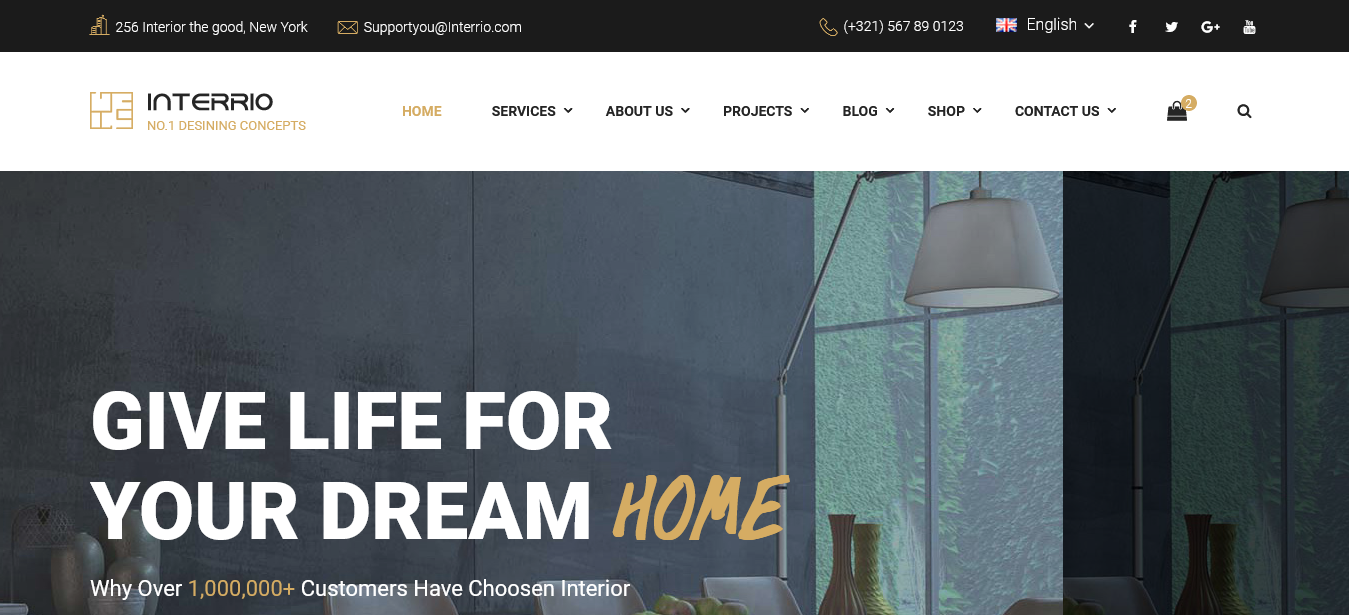 256 Interior the good, New York
Supportyou@Interrio.com
(+321) 567 89 0123
English
INTERRIO
NO.1 DESINING CONCEPTS
HOME
SERVICES
ABOUT US
PROJECTS
BLOG
SHOP
CONTACT US
2
GIVE LIFE FOR
YOUR DREAM HOME
Why Over 1,000,000+ Customers Have Choosen Interior